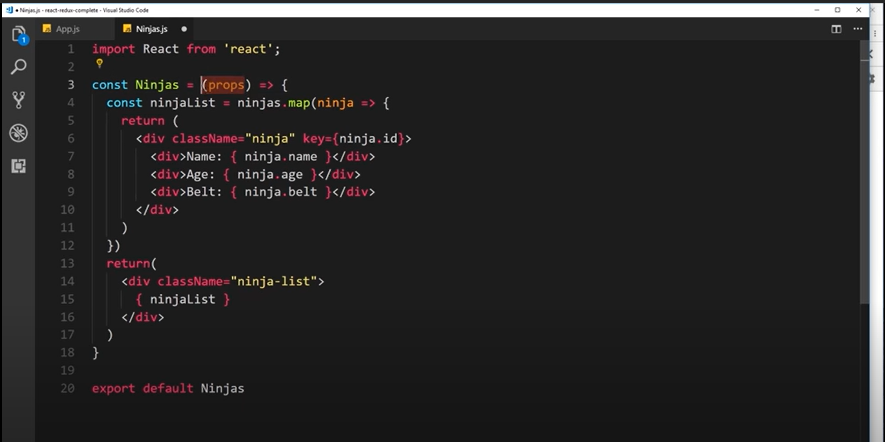 Ninjas.js - react-redux-complete - Visual Studio Code
App.js
Ninjas.js
1
1 import React from 'react';
2
3 const Ninjas = (props) => {
4 const ninjaList = ninjas.map(ninja => {
5 return (
6 <div className="ninja" key={ninja.id}>
7 <div>Name: { ninja.name }</div>
8 <div>Age: { ninja.age }</div>
9 <div>Belt: { ninja.belt }</div>
10 </div>
11 )
12 })
13 return(
14 <div className="ninja-list">
15 { ninjaList }
16 </div>
17 )
18 }
19
20 export default Ninjas